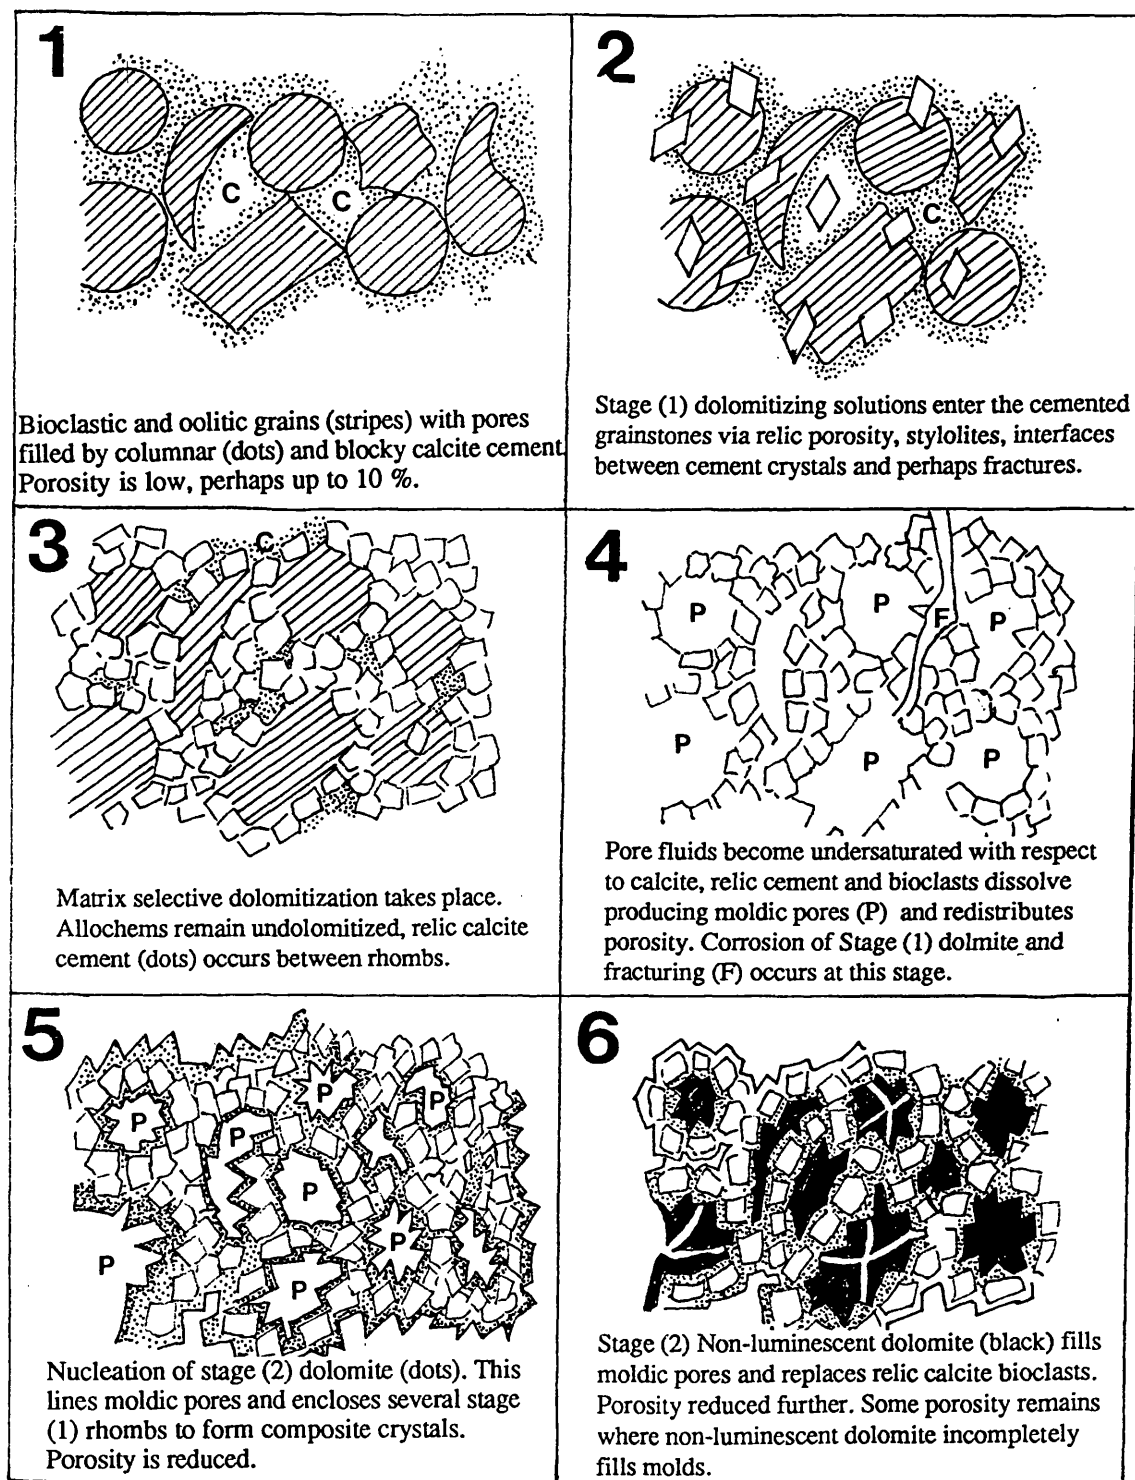 1
C
C
Bioclastic and oolitic grains (stripes) with pores
filled by columnar (dots) and blocky calcite cement
Porosity is low, perhaps up to 10 %.
2
C
Stage (1) dolomitizing solutions enter the cemented
grainstones via relic porosity, stylolites, interfaces
between cement crystals and perhaps fractures.
3
C
Matrix selective dolomitization takes place.
Allochems remain undolomitized, relic calcite
cement (dots) occurs between rhombs.
4
P
P
F
P
P
P
P
Pore fluids become undersaturated with respect
to calcite, relic cement and bioclasts dissolve
producing moldic pores (P) and redistributes
porosity. Corrosion of Stage (1) dolmite and
fracturing (F) occurs at this stage.
5
P
P
P
P
P
P
P
P
Nucleation of stage (2) dolomite (dots). This
lines moldic pores and encloses several stage
(1) rhombs to form composite crystals.
Porosity is reduced.
6
Stage (2) Non-luminescent dolomite (black) fills
moldic pores and replaces relic calcite bioclasts.
Porosity reduced further. Some porosity remains
where non-luminescent dolomite incompletely
fills molds.